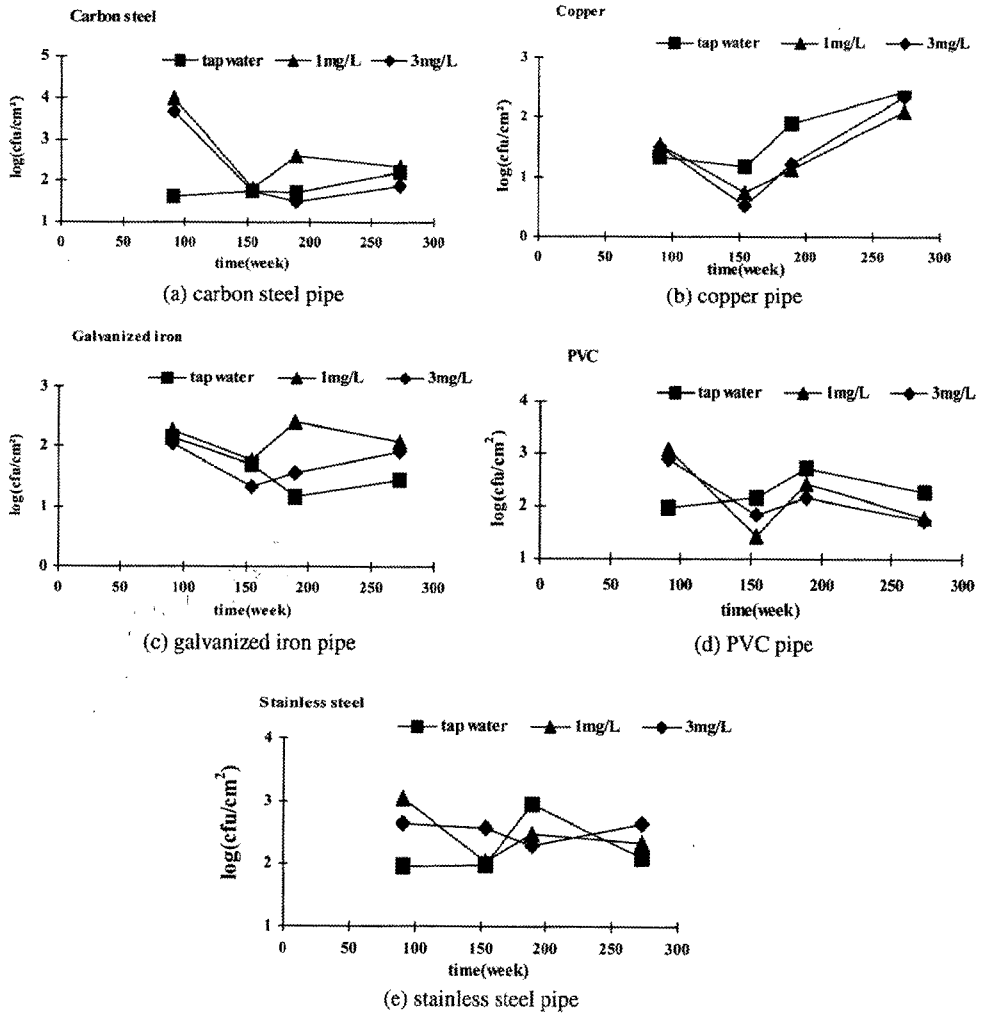 Carbon steel
tap water 1mg/L 3mg/L
5
4
3
2
1
log(cfu/cm²)
0 50 100 150 200 250 300
time(week)
(a) carbon steel pipe
Copper
tap water 1mg/L 3mg/L
3
2
1
0
log(cfu/cm²)
0 50 100 150 200 250 300
time(week)
(b) copper pipe
Galvanized iron
tap water 1mg/L 3mg/L
3
2
1
0
log(cfu/cm²)
0 50 100 150 200 250 300
time(week)
(c) galvanized iron pipe
PVC
tap water 1mg/L 3mg/L
4
3
2
1
log(cfu/cm²)
0 50 100 150 200 250 300
time(week)
(d) PVC pipe
Stainless steel
tap water 1mg/L 3mg/L
4
3
2
1
log(cfu/cm²)
0 50 100 150 200 250 300
time(week)
(e) stainless steel pipe